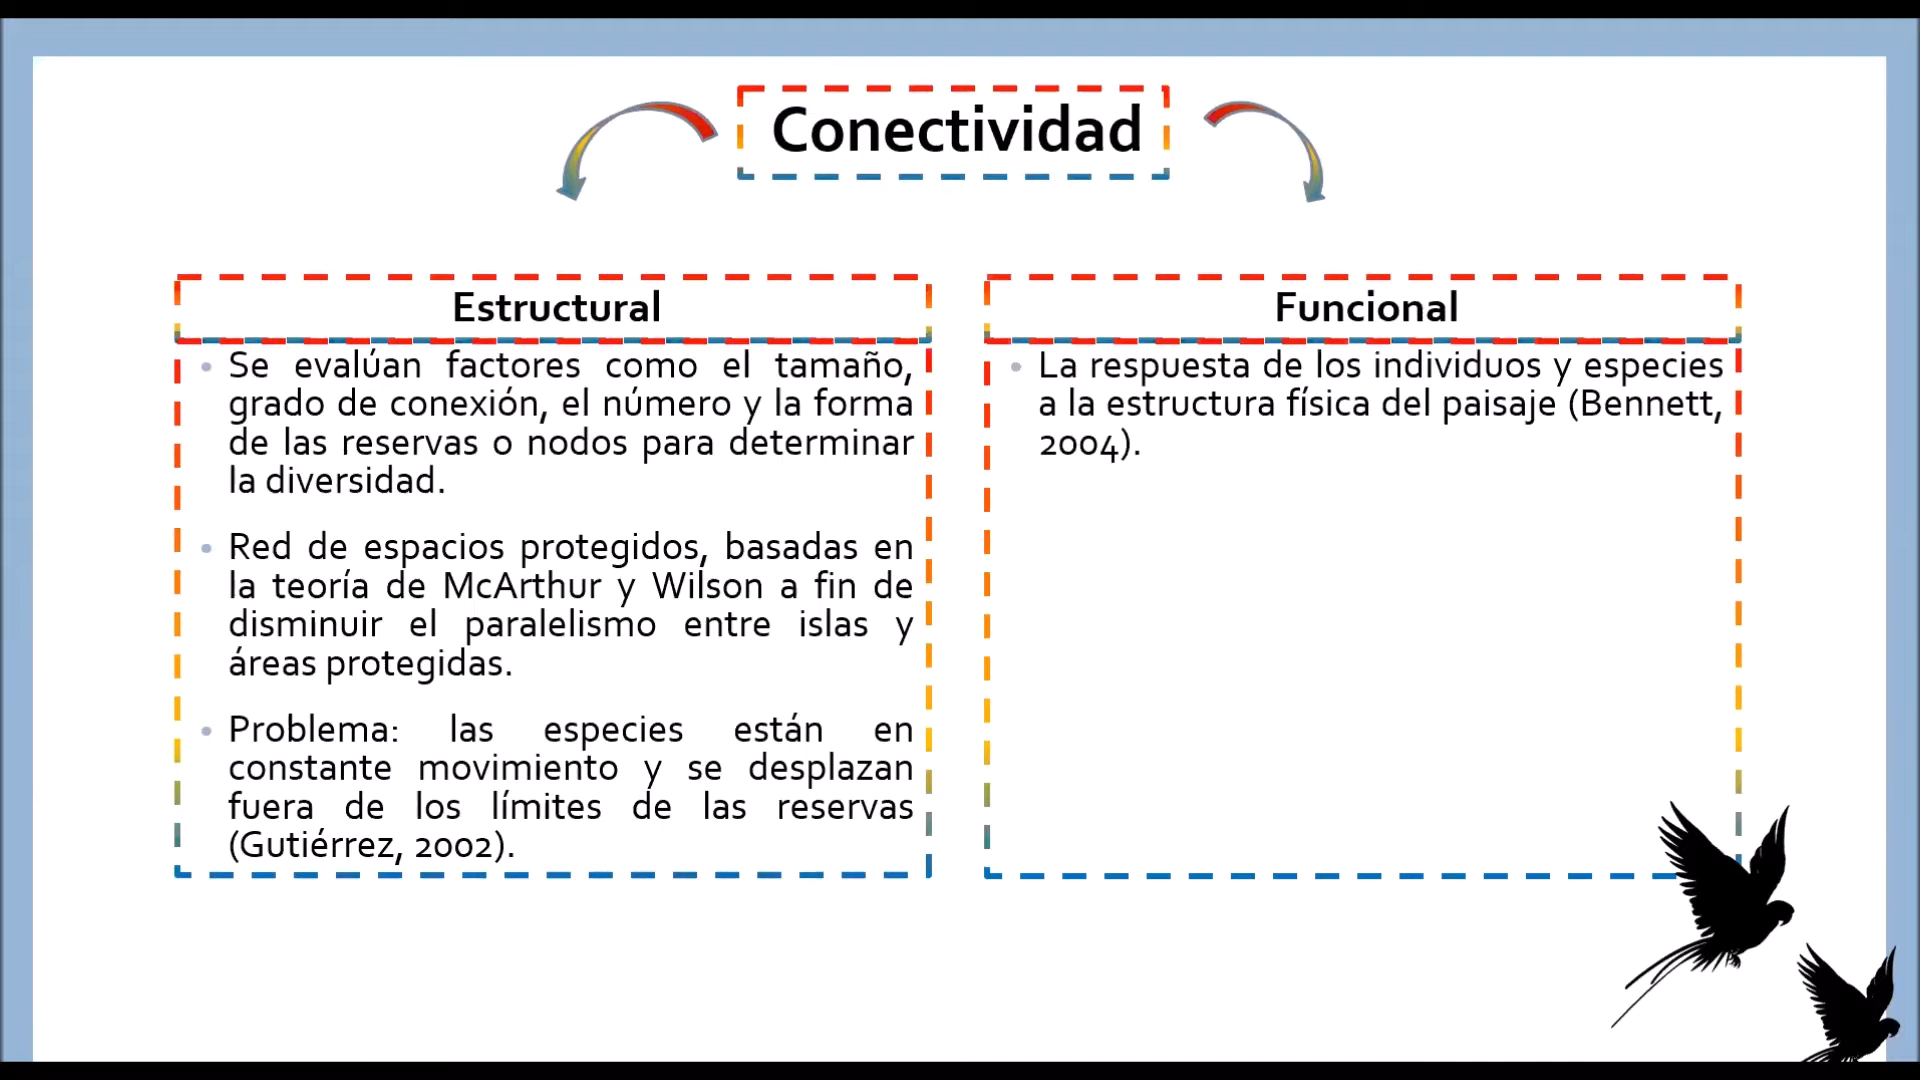 Conectividad
Estructural
Se evalúan factores como el tamaño,
grado de conexión, el número y la forma
de las reservas o nodos para determinar
la diversidad.
Red de espacios protegidos, basadas en
la teoría de McArthur y Wilson a fin de
disminuir el paralelismo entre islas y
áreas protegidas.
Problema: las especies están en
constante movimiento y se desplazan
fuera de los límites de las reservas
(Gutiérrez, 2002).
Funcional
La respuesta de los individuos y especies
a la estructura física del paisaje (Bennett,
2004).